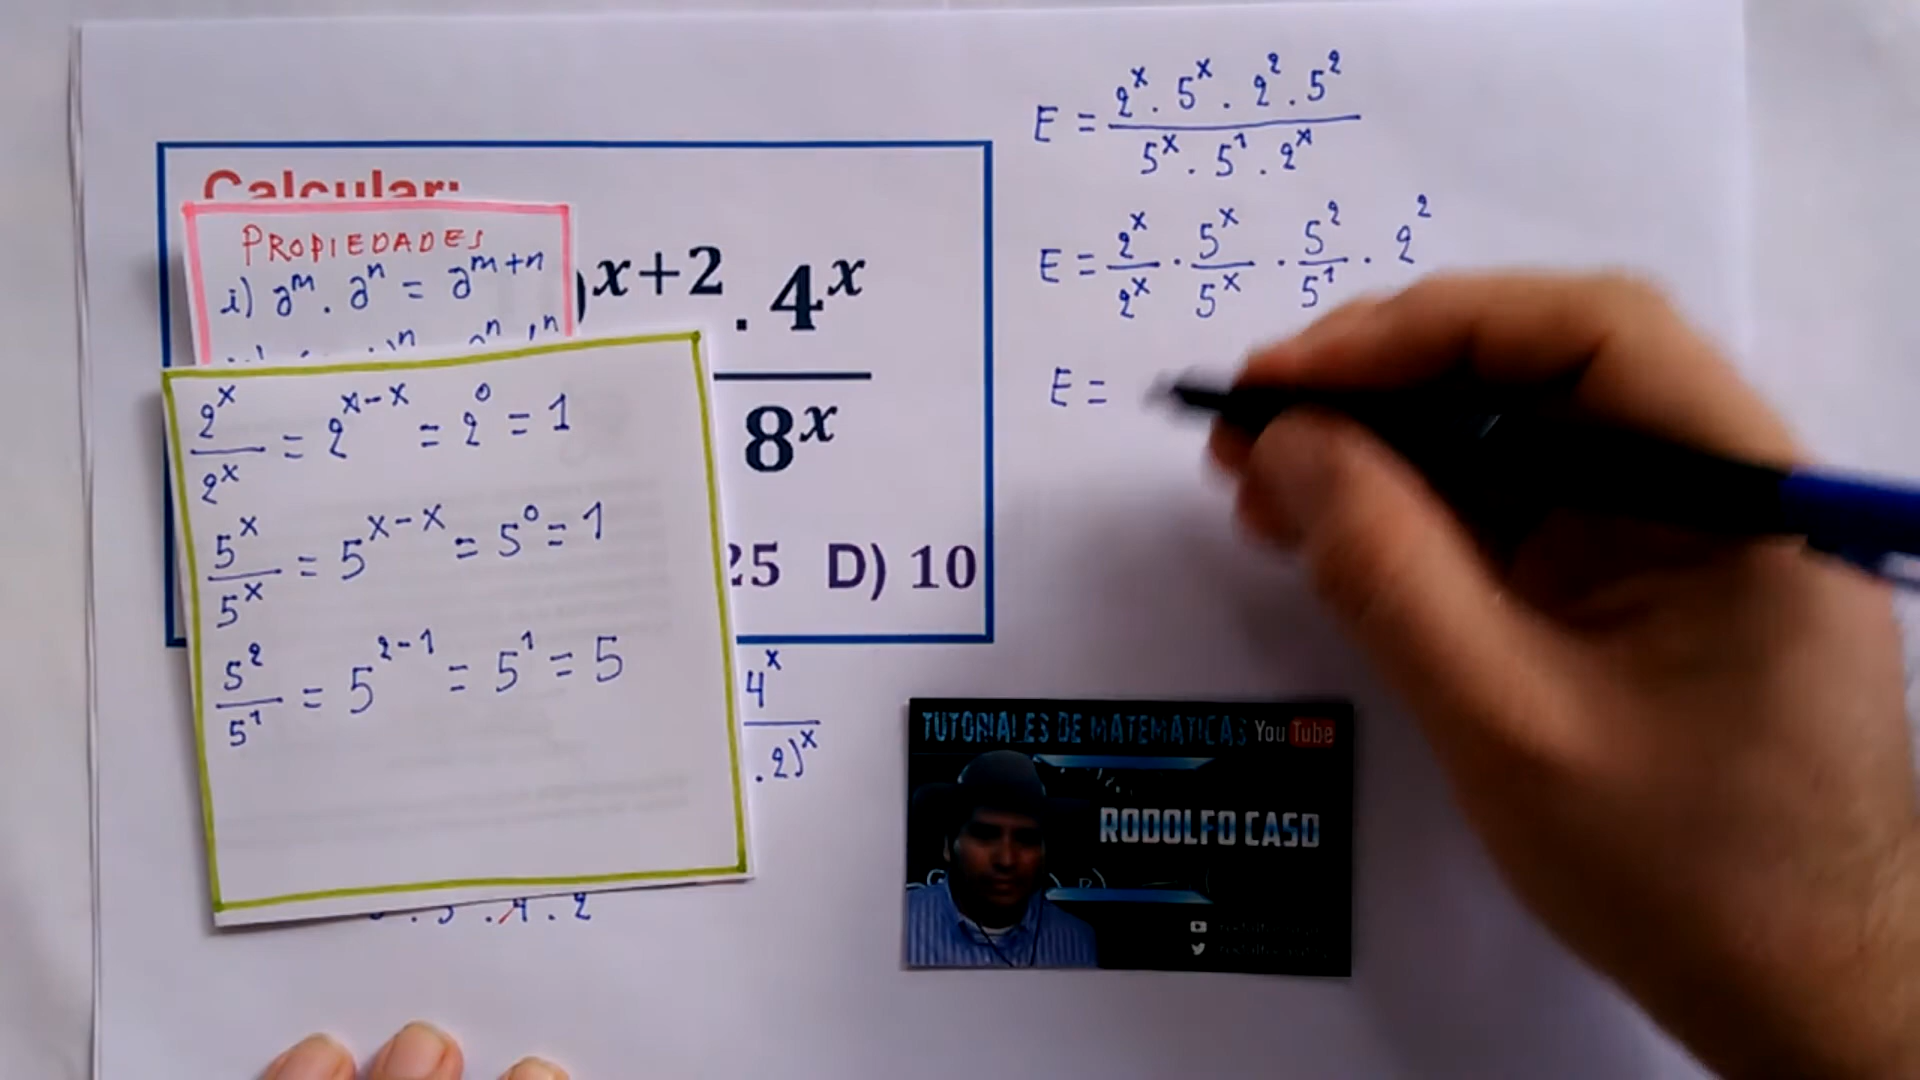 Calcular:
PROPIEDADES
i) a^m . a^n = a^{m+n}
)^{x+2} . 4^x
8^x
25 D) 10
2^x/2^x = 2^{x-x} = 2^0 = 1
5^x/5^x = 5^{x-x} = 5^0 = 1
5^2/5^1 = 5^{2-1} = 5^1 = 5
4^x
. 2)^x
E = 2^x . 5^x . 2^2 . 5^2 / 5^x . 5^1 . 2^x
E = 2^x/2^x . 5^x/5^x . 5^2/5^1 . 2^2
E =
TUTORIALES DE MATEMATICAS YouTube
RODOLFO CASO